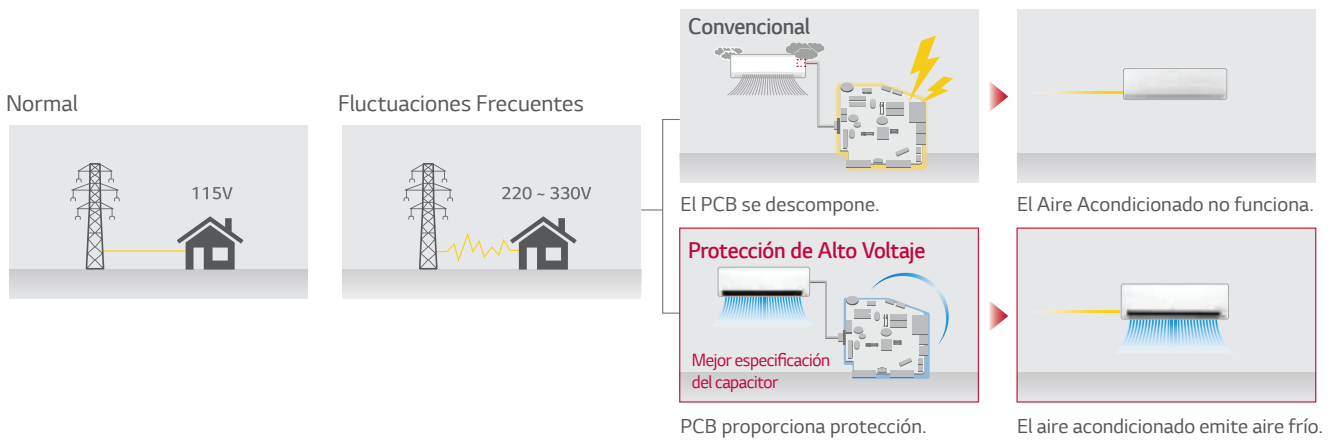 Normal
115V
Fluctuaciones Frecuentes
220 ~ 330V
Convencional
El PCB se descompone.
El Aire Acondicionado no funciona.
Protección de Alto Voltaje
Mejor especificación
del capacitor
PCB proporciona protección.
El aire acondicionado emite aire frío.